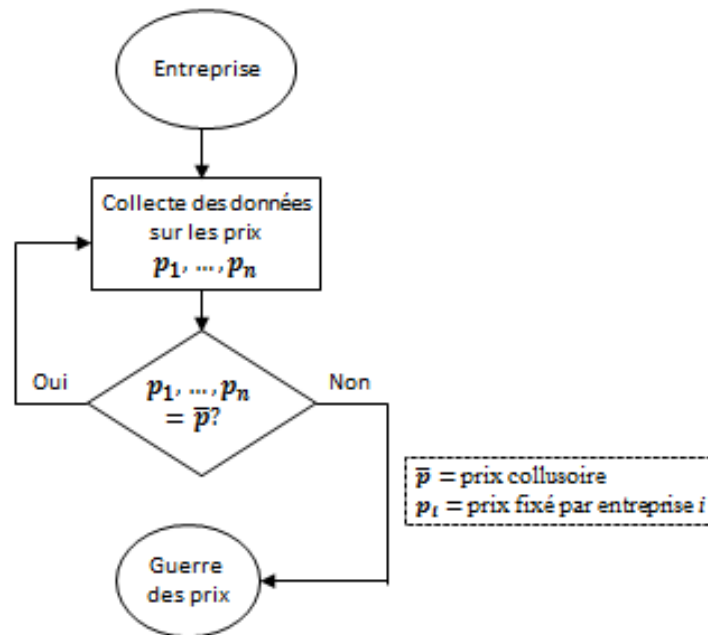 Entreprise
Collecte des données
sur les prix
p₁, ..., pₙ
Oui
p₁, ..., pₙ
= p̅?
Non
p̅ = prix collusoire
pᵢ = prix fixé par entreprise i
Guerre
des prix